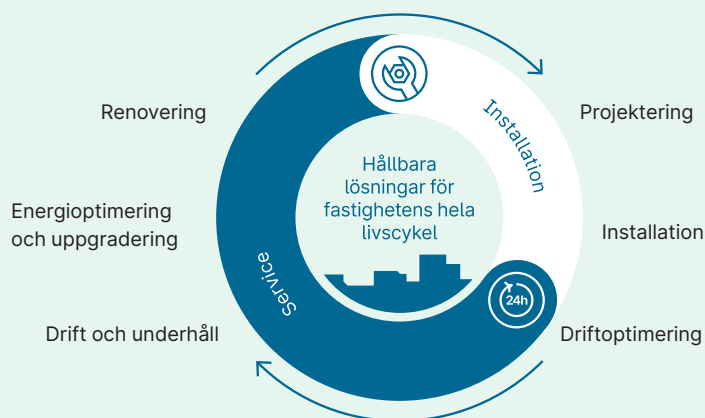 Renovering
Projektering
Installation
Hållbara
lösningar för
fastighetens hela
livscykel
Energioptimering
och uppgradering
Installation
Service
24h
Drift och underhåll
Driftoptimering